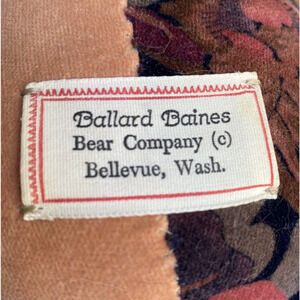 Ballard Baines
Bear Company (c)
Bellevue, Wash.